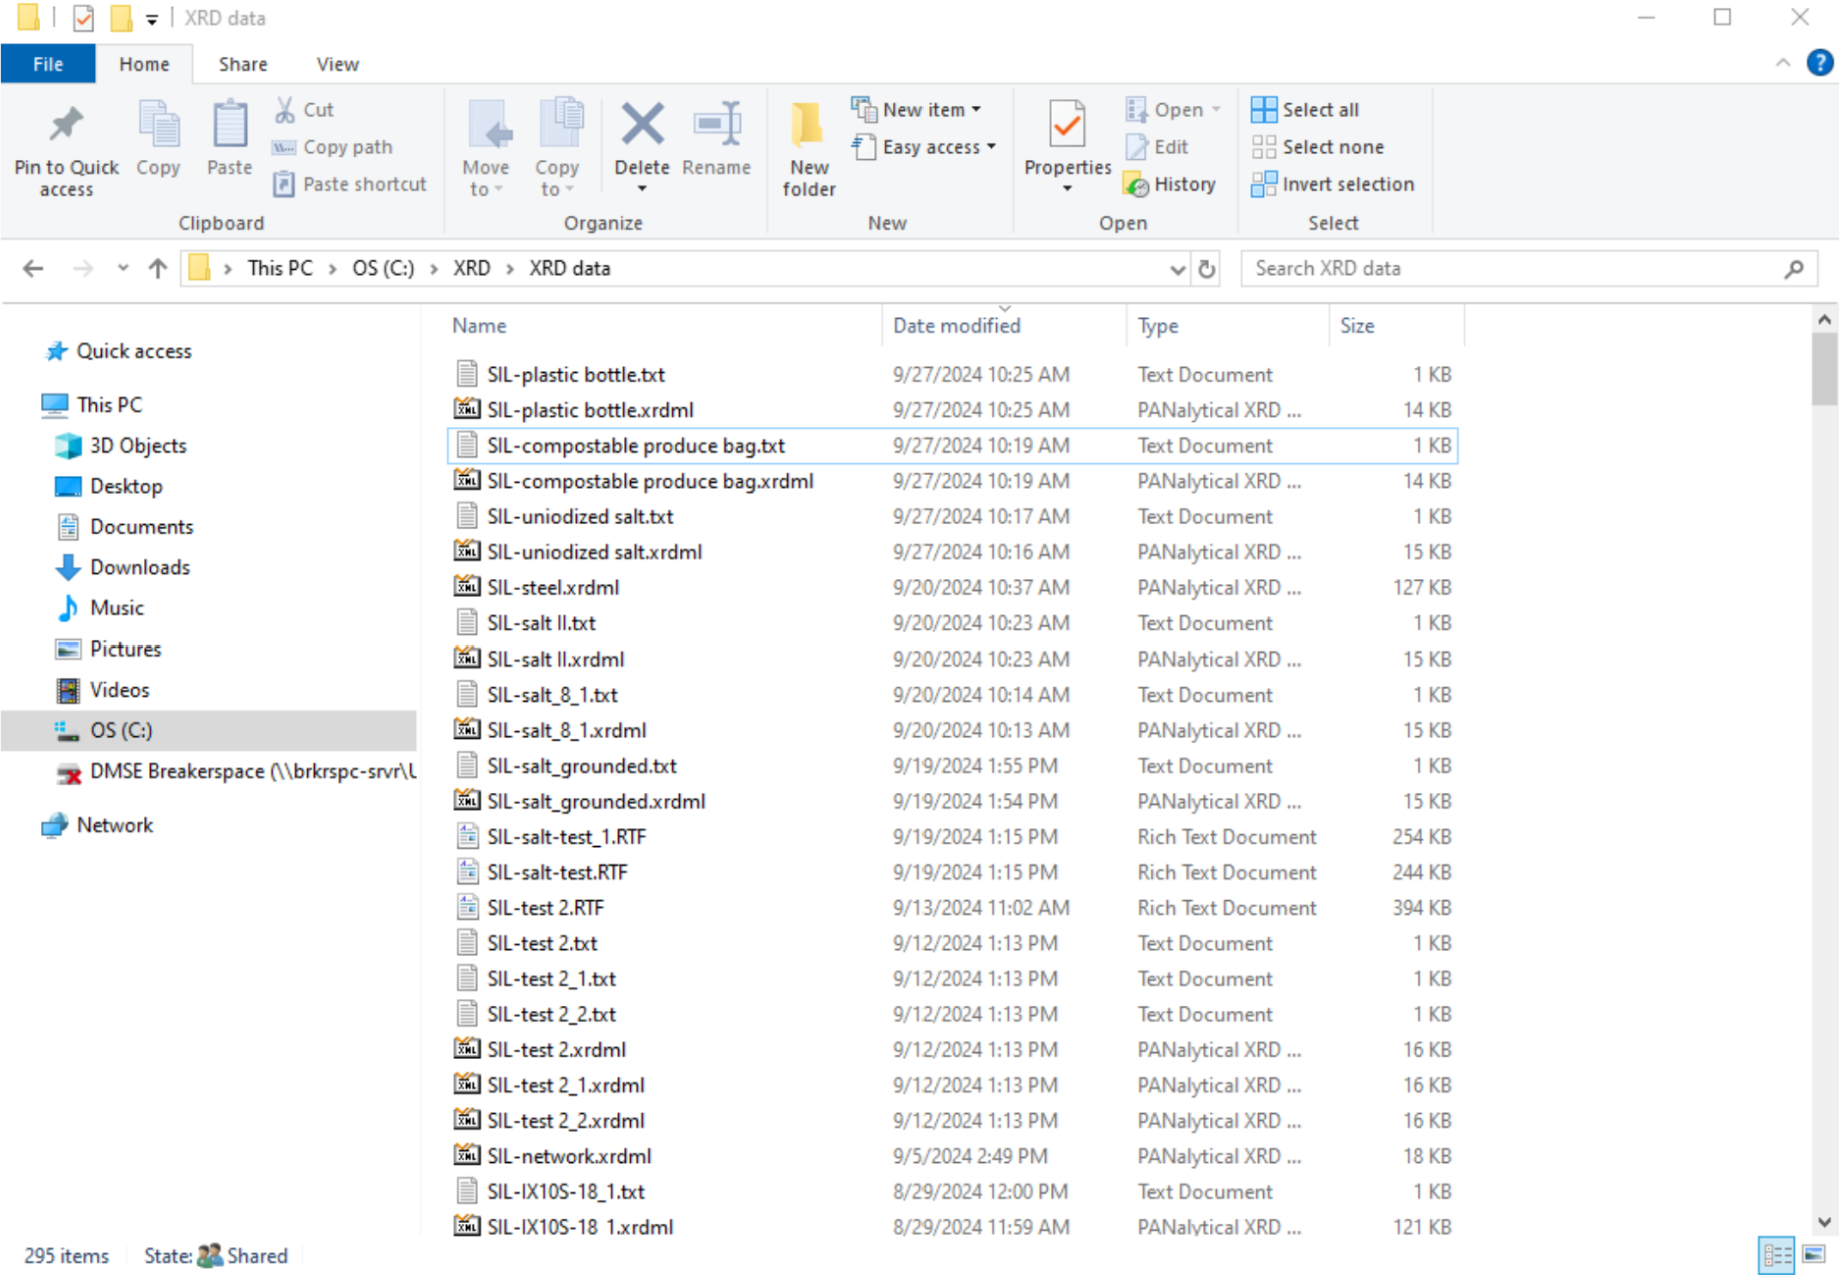 XRD data
File Home Share View
Pin to Quick access
Copy
Paste
Cut
Copy path
Paste shortcut
Clipboard
Move to
Copy to
Delete
Rename
Organize
New folder
New item
Easy access
New
Properties
Open
Edit
History
Open
Select all
Select none
Invert selection
Select
This PC > OS (C:) > XRD > XRD data
Search XRD data
Quick access
This PC
3D Objects
Desktop
Documents
Downloads
Music
Pictures
Videos
OS (C:)
DMSE Breakerspace (\\brkrspc-srvr\U
Network
Name Date modified Type Size
SIL-plastic bottle.txt 9/27/2024 10:25 AM Text Document 1 KB
SIL-plastic bottle.xrdml 9/27/2024 10:25 AM PANalytical XRD ... 14 KB
SIL-compostable produce bag.txt 9/27/2024 10:19 AM Text Document 1 KB
SIL-compostable produce bag.xrdml 9/27/2024 10:19 AM PANalytical XRD ... 14 KB
SIL-uniodized salt.txt 9/27/2024 10:17 AM Text Document 1 KB
SIL-uniodized salt.xrdml 9/27/2024 10:16 AM PANalytical XRD ... 15 KB
SIL-steel.xrdml 9/20/2024 10:37 AM PANalytical XRD ... 127 KB
SIL-salt II.txt 9/20/2024 10:23 AM Text Document 1 KB
SIL-salt II.xrdml 9/20/2024 10:23 AM PANalytical XRD ... 15 KB
SIL-salt_8_1.txt 9/20/2024 10:14 AM Text Document 1 KB
SIL-salt_8_1.xrdml 9/20/2024 10:13 AM PANalytical XRD ... 15 KB
SIL-salt_grounded.txt 9/19/2024 1:55 PM Text Document 1 KB
SIL-salt_grounded.xrdml 9/19/2024 1:54 PM PANalytical XRD ... 15 KB
SIL-salt-test_1.RTF 9/19/2024 1:15 PM Rich Text Document 254 KB
SIL-salt-test.RTF 9/19/2024 1:15 PM Rich Text Document 244 KB
SIL-test 2.RTF 9/13/2024 11:02 AM Rich Text Document 394 KB
SIL-test 2.txt 9/12/2024 1:13 PM Text Document 1 KB
SIL-test 2_1.txt 9/12/2024 1:13 PM Text Document 1 KB
SIL-test 2_2.txt 9/12/2024 1:13 PM Text Document 1 KB
SIL-test 2.xrdml 9/12/2024 1:13 PM PANalytical XRD ... 16 KB
SIL-test 2_1.xrdml 9/12/2024 1:13 PM PANalytical XRD ... 16 KB
SIL-test 2_2.xrdml 9/12/2024 1:13 PM PANalytical XRD ... 16 KB
SIL-network.xrdml 9/5/2024 2:49 PM PANalytical XRD ... 18 KB
SIL-IX10S-18_1.txt 8/29/2024 12:00 PM Text Document 1 KB
SIL-IX10S-18 1.xrdml 8/29/2024 11:59 AM PANalytical XRD ... 121 KB
295 items State: Shared